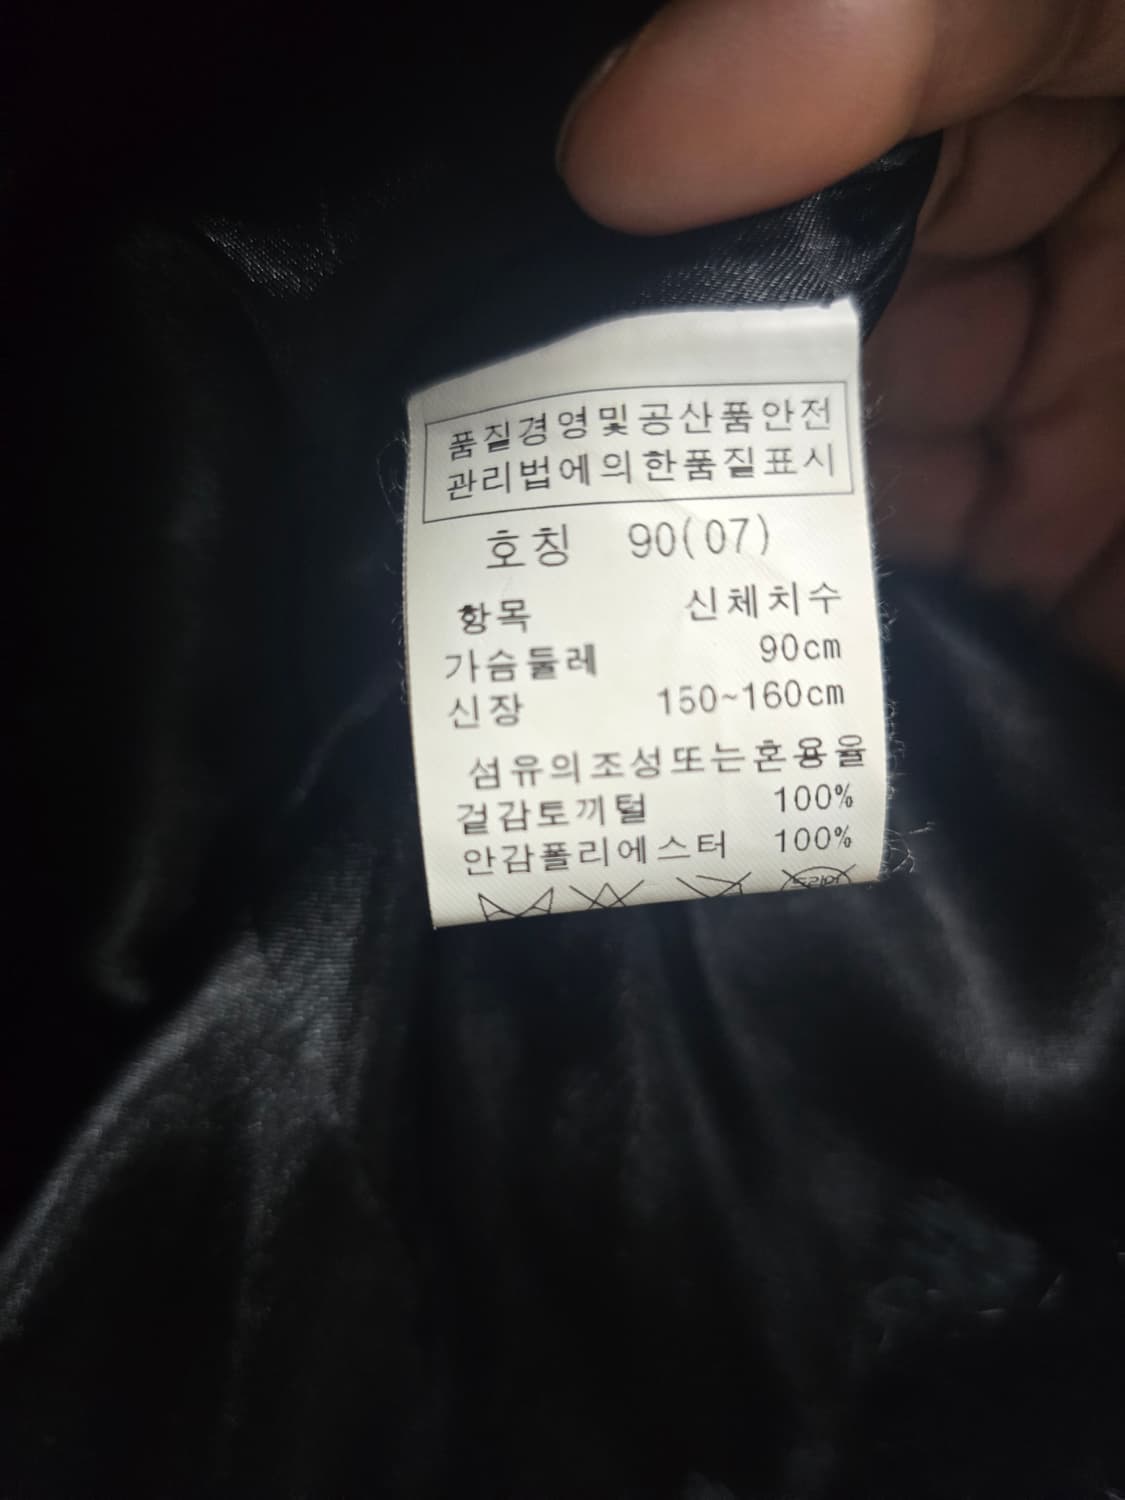 품질경영및공산품안전
관리법에의한품질표시
호칭 90(07)
항목 신체치수
가슴둘레 90cm
신장 150~160cm
섬유의조성또는혼용율
겉감토끼털 100%
안감폴리에스터 100%
드라이